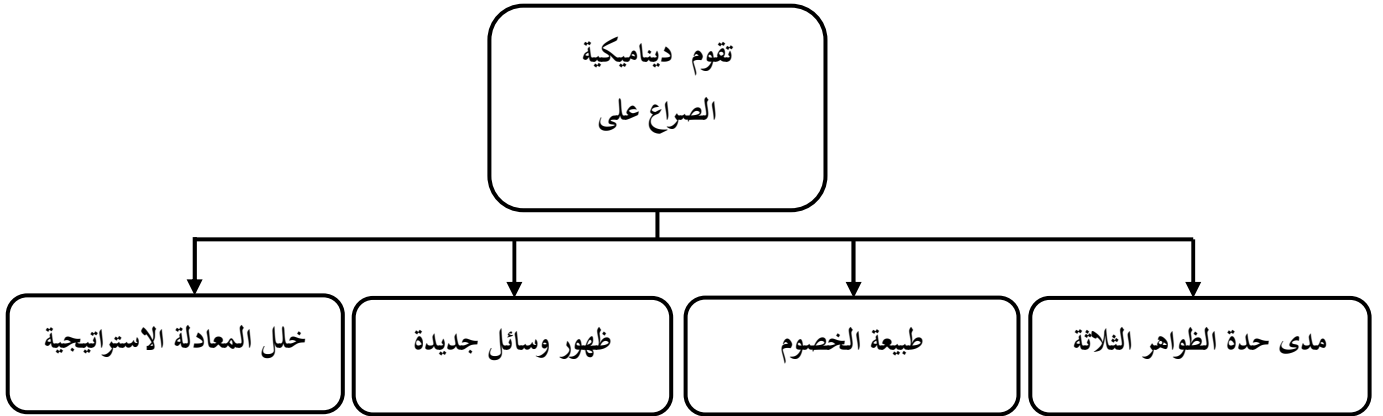 تقوم ديناميكية
الصراع على
مدى حدة الظواهر الثلاثة
طبيعة الخصوم
ظهور وسائل جديدة
خلل المعادلة الاستراتيجية